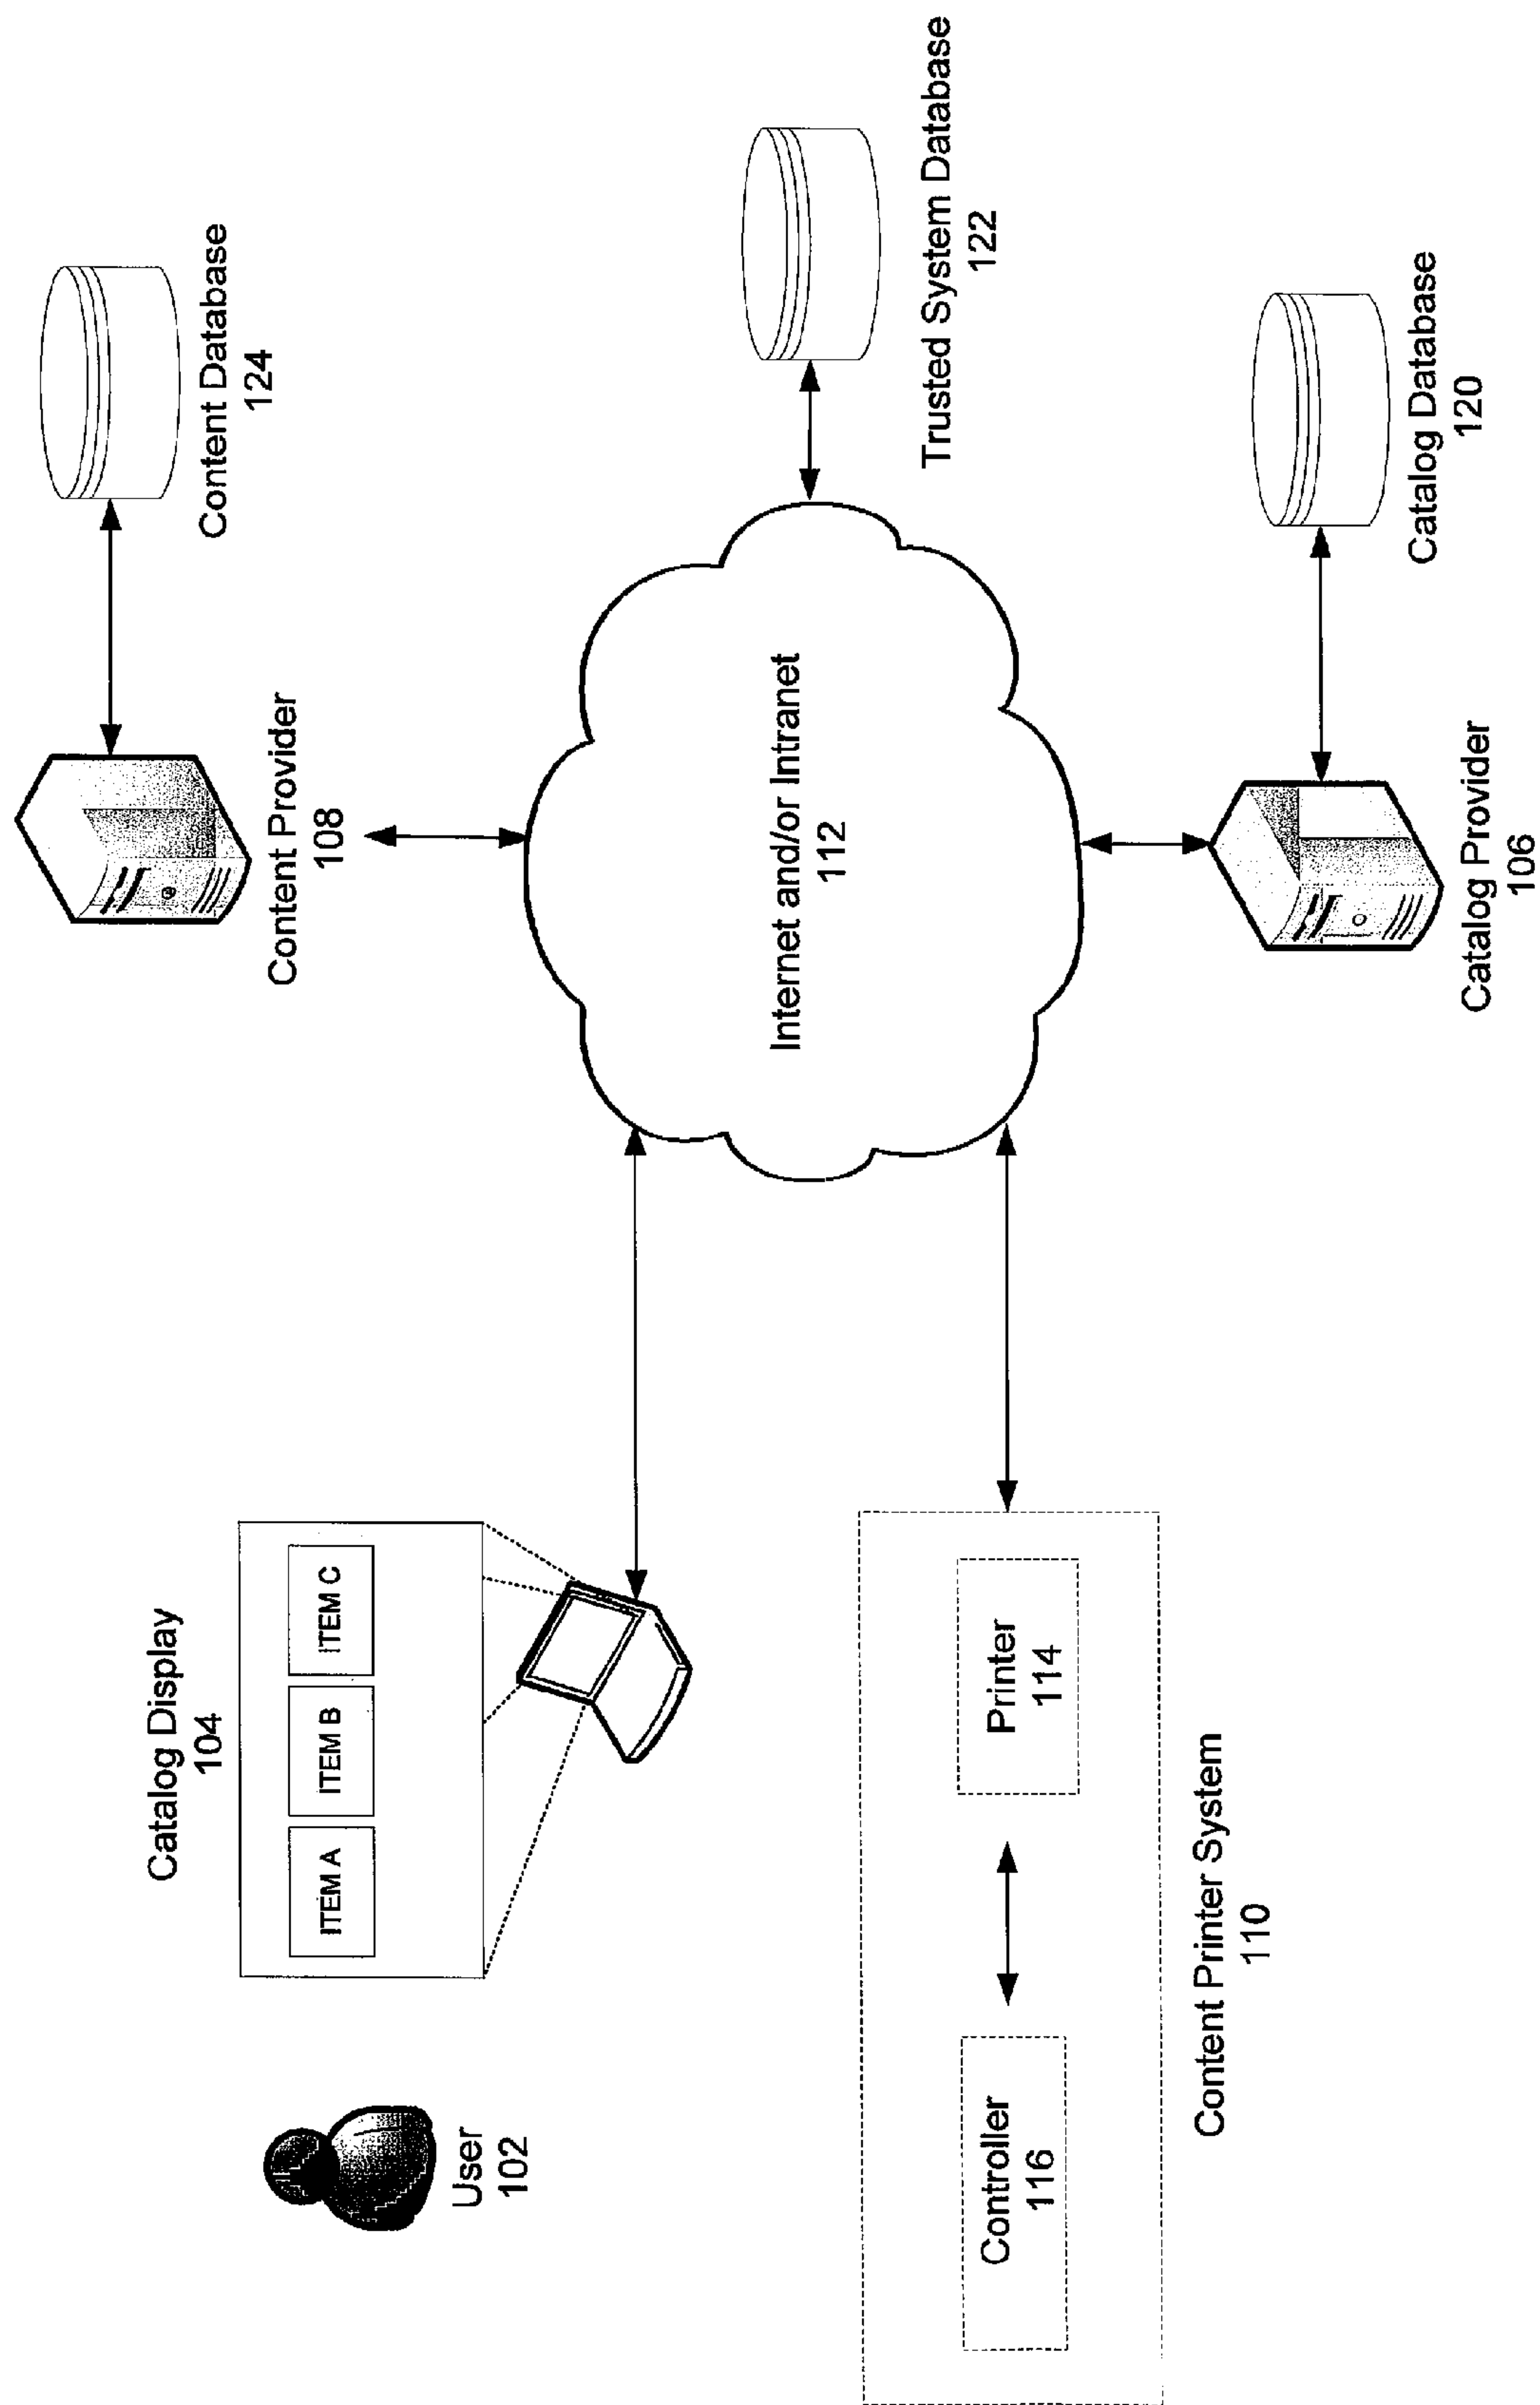 Catalog Display
104
ITEM A
ITEM B
ITEM C
User
102
Content Provider
108
Content Database
124
Internet and/or Intranet
112
Trusted System Database
122
Controller
116
Printer
114
Content Printer System
110
Catalog Provider
106
Catalog Database
120